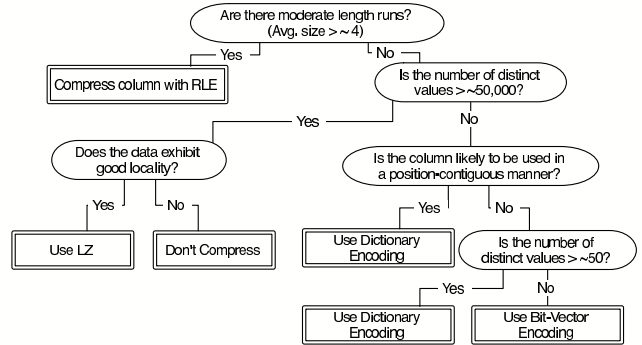 Are there moderate length runs?
(Avg. size > ~ 4)
Yes
No
Compress column with RLE
Is the number of distinct
values > ~50,000?
Yes
No
Does the data exhibit
good locality?
Is the column likely to be used in
a position-contiguous manner?
Yes
No
Yes
No
Use LZ
Don't Compress
Use Dictionary
Encoding
Is the number of
distinct values > ~50?
Yes
No
Use Dictionary
Encoding
Use Bit-Vector
Encoding